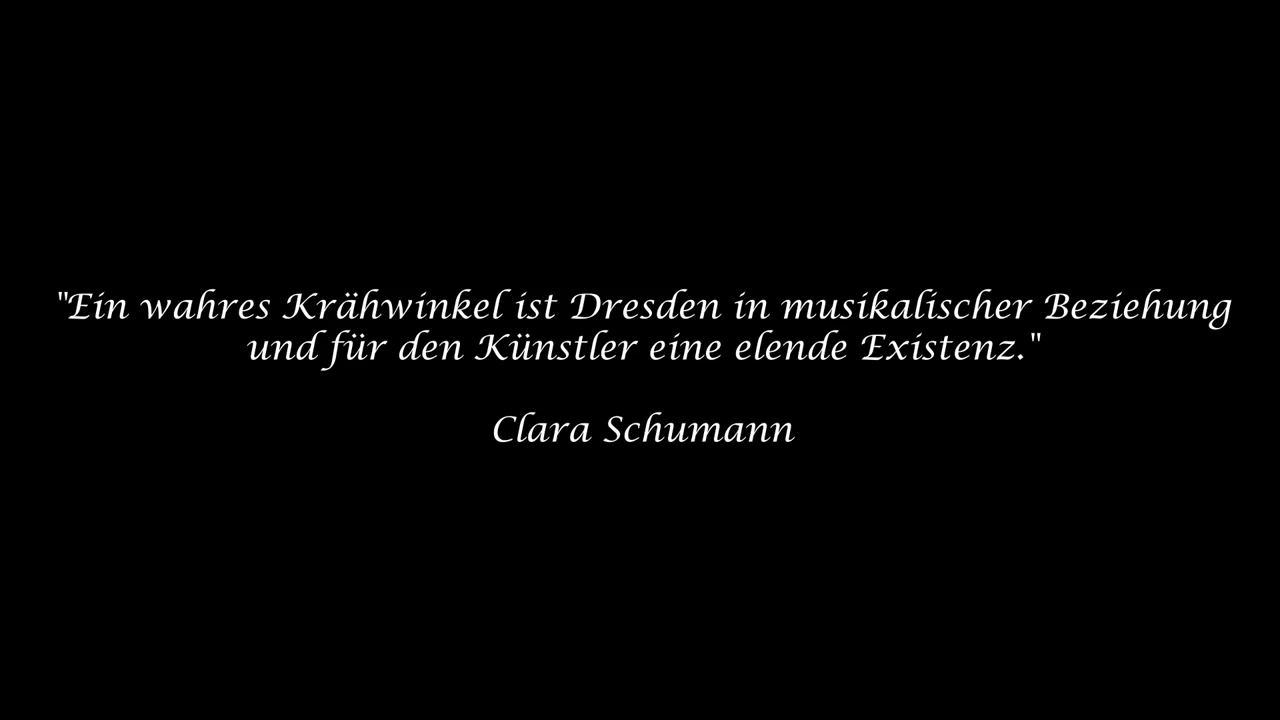 "Ein wahres Krähwinkel ist Dresden in musikalischer Beziehung
und für den Künstler eine elende Existenz."
Clara Schumann